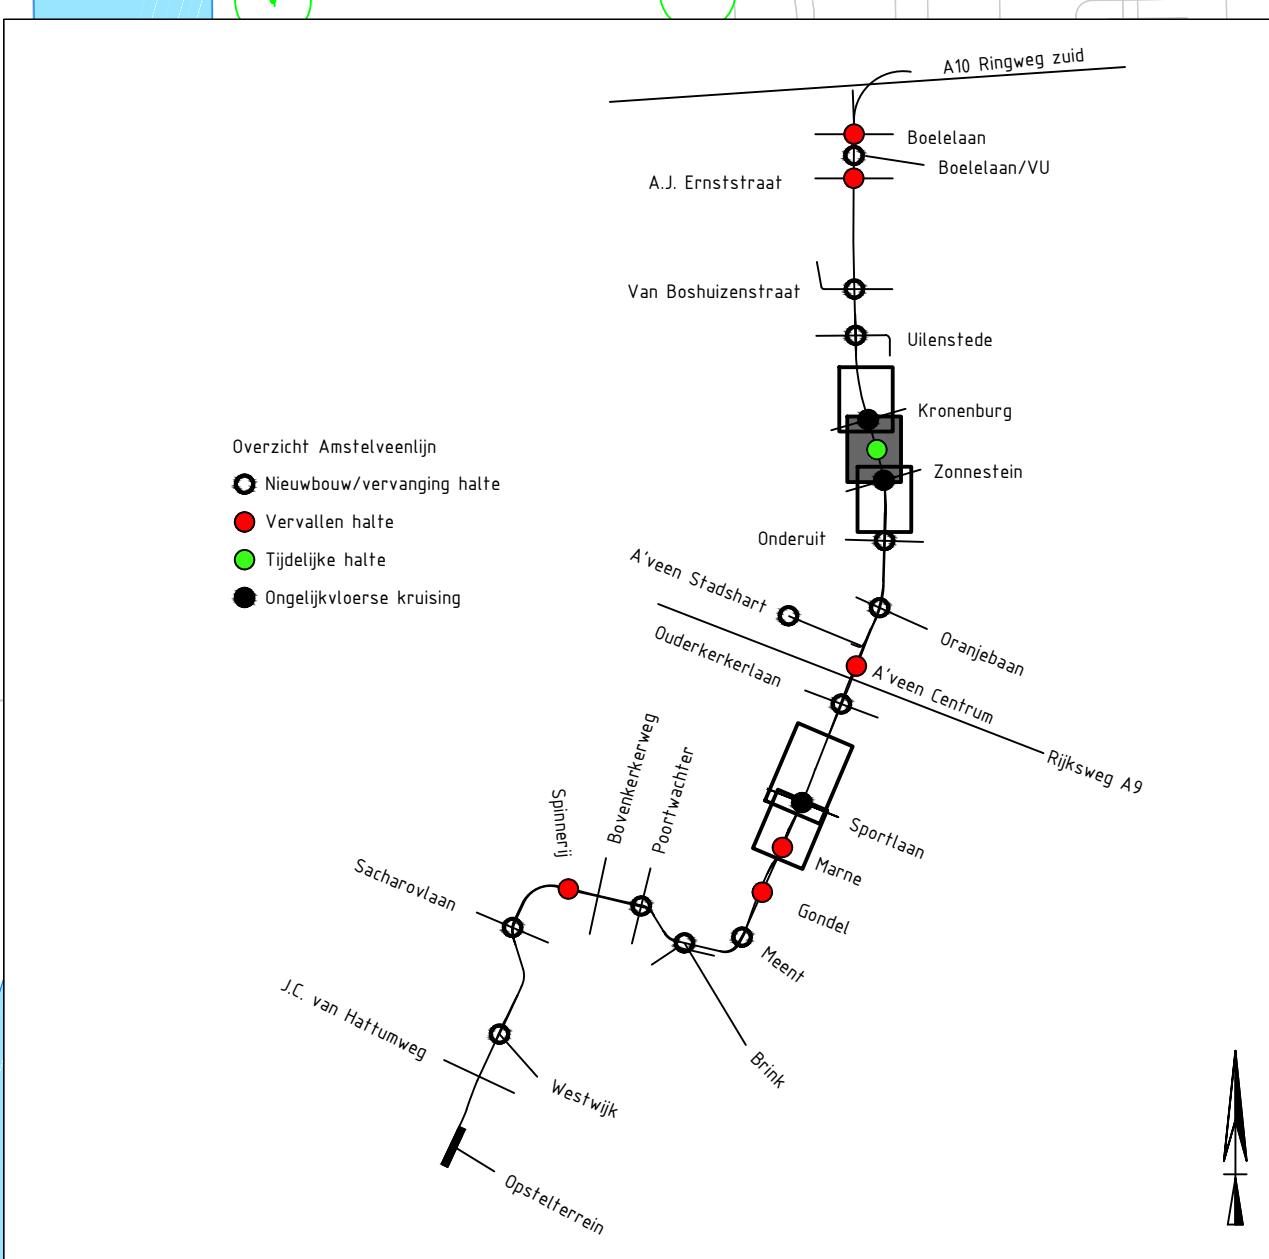 A10 Ringweg zuid
Boelelaan
Boelelaan/VU
A.J. Ernststraat
Van Boshuizenstraat
Uilenstede
Kronenburg
Zonnestein
Overzicht Amstelveenlijn
Nieuwbouw/vervanging halte
Vervallen halte
Tijdelijke halte
Ongelijkvloerse kruising
Onderuit
A'veen Stadshart
Oranjebaan
Ouderkerkerlaan
A'veen Centrum
Rijksweg A9
Bovenkerkerweg
Poortwachter
Spinnerij
Sportlaan
Marne
Sacharovlaan
Gondel
Meent
J.C. van Hattumweg
Brink
Westwijk
Opstelterrein